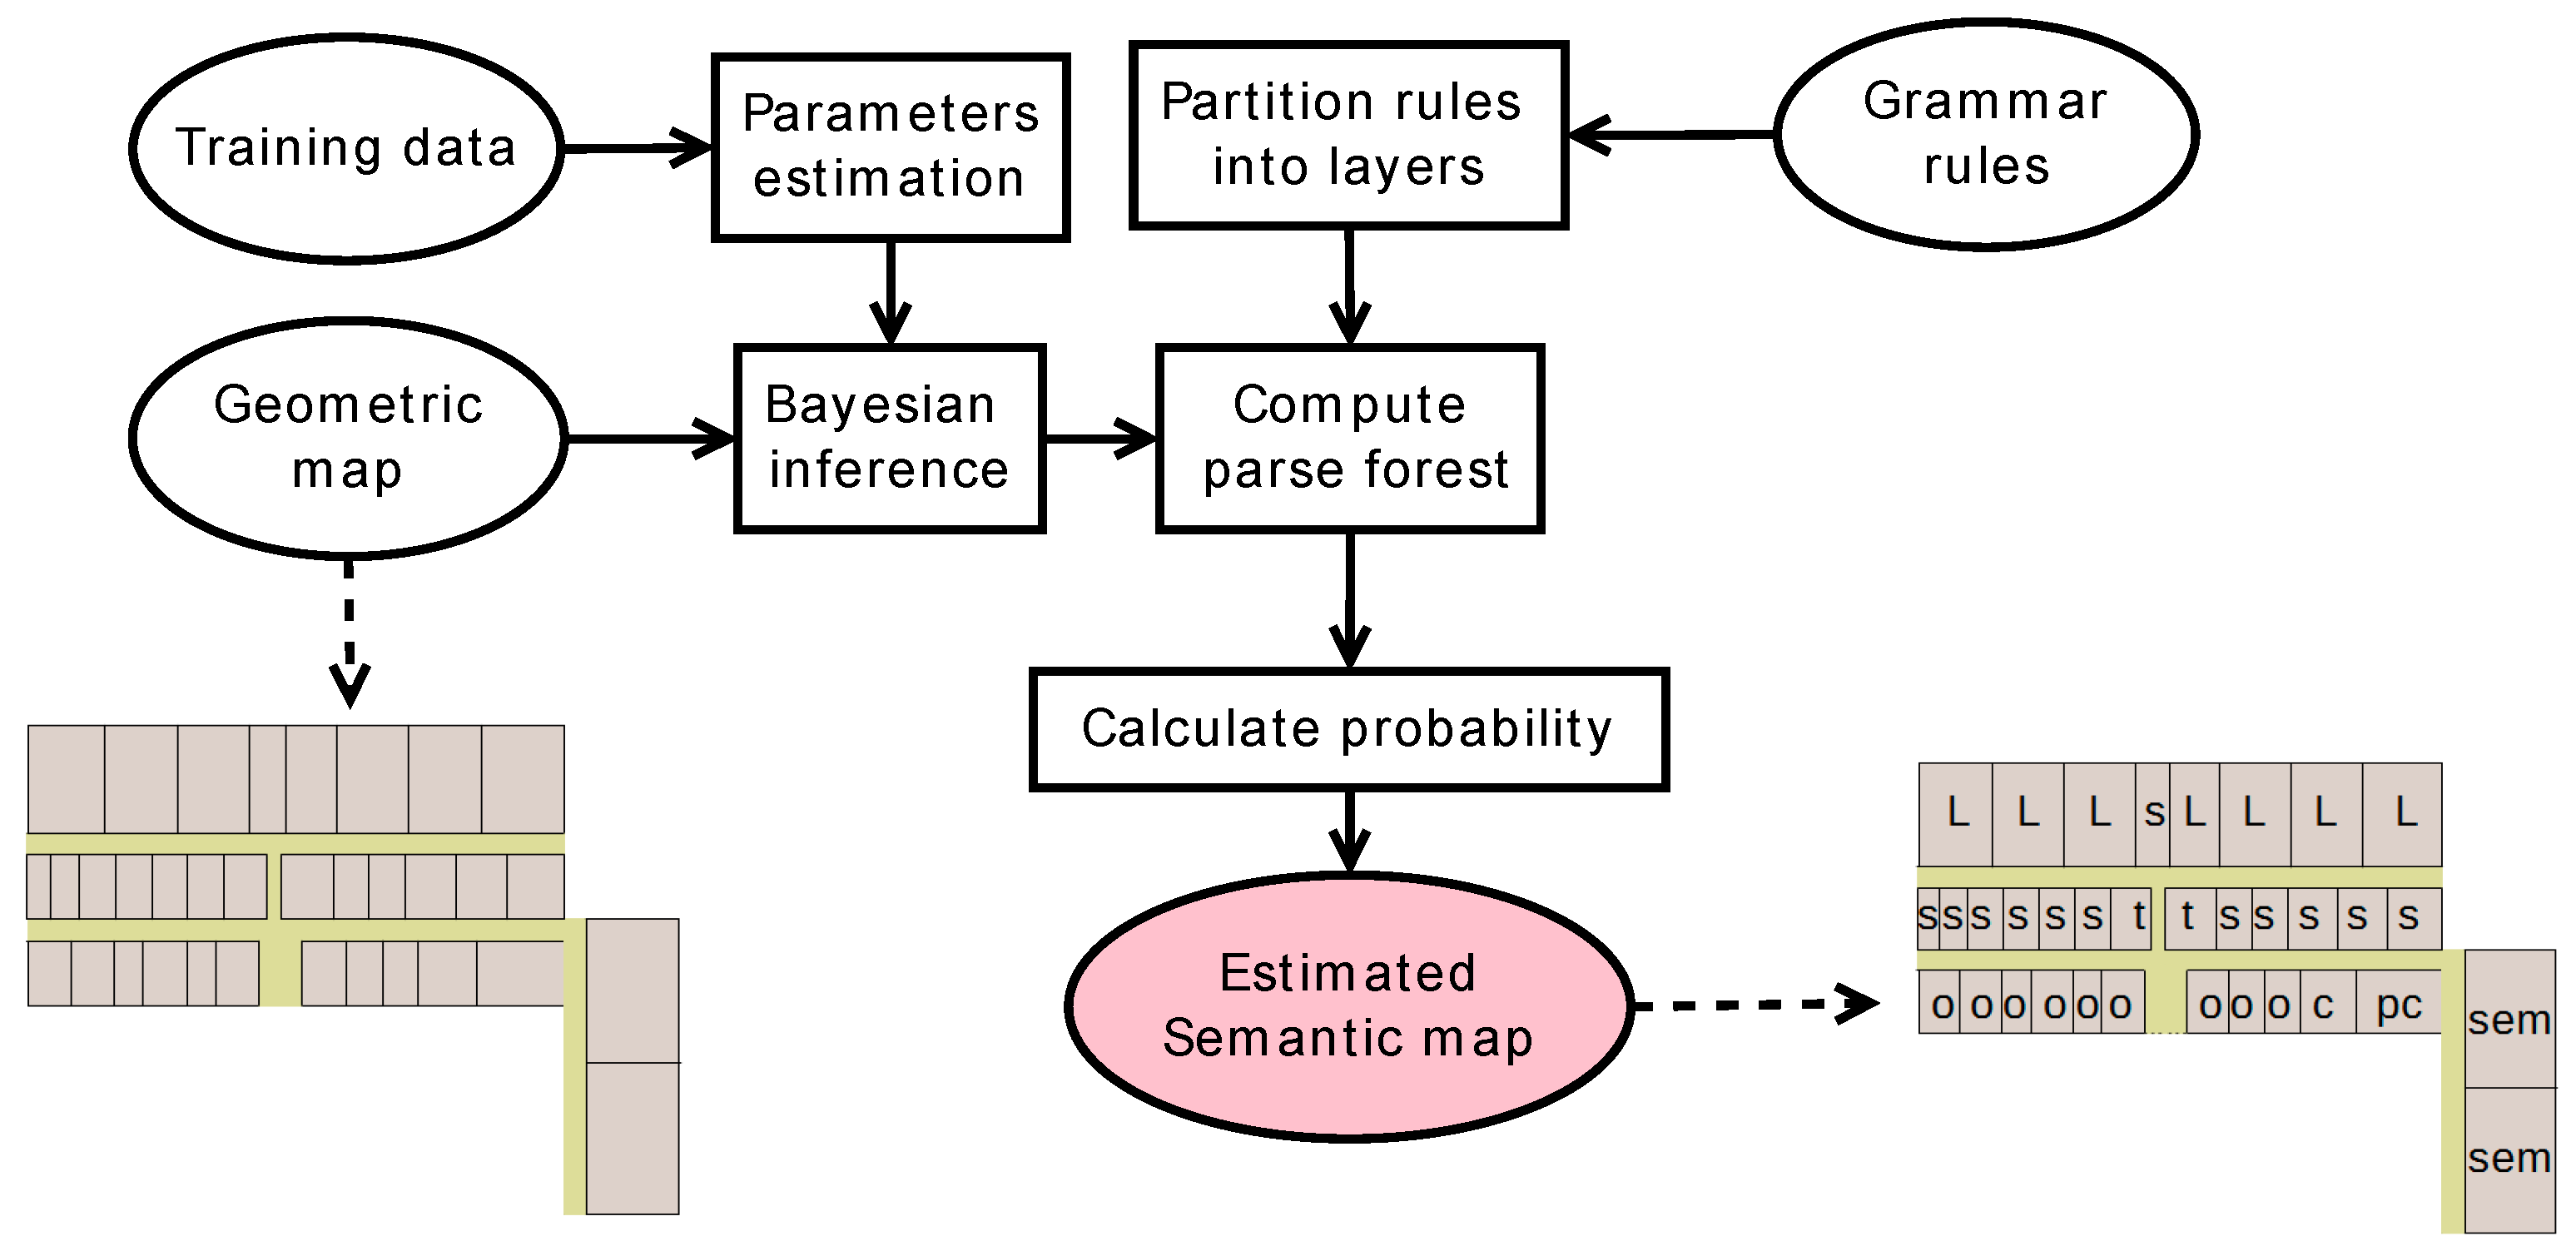 Training data
Parameters
estimation
Partition rules
into layers
Grammar
rules
Geometric
map
Bayesian
inference
Compute
parse forest
Calculate probability
Estimated
Semantic map
L L L s L L L L
s s s s s s t t s s s s s
o o o o o o o o o c pc
sem
sem